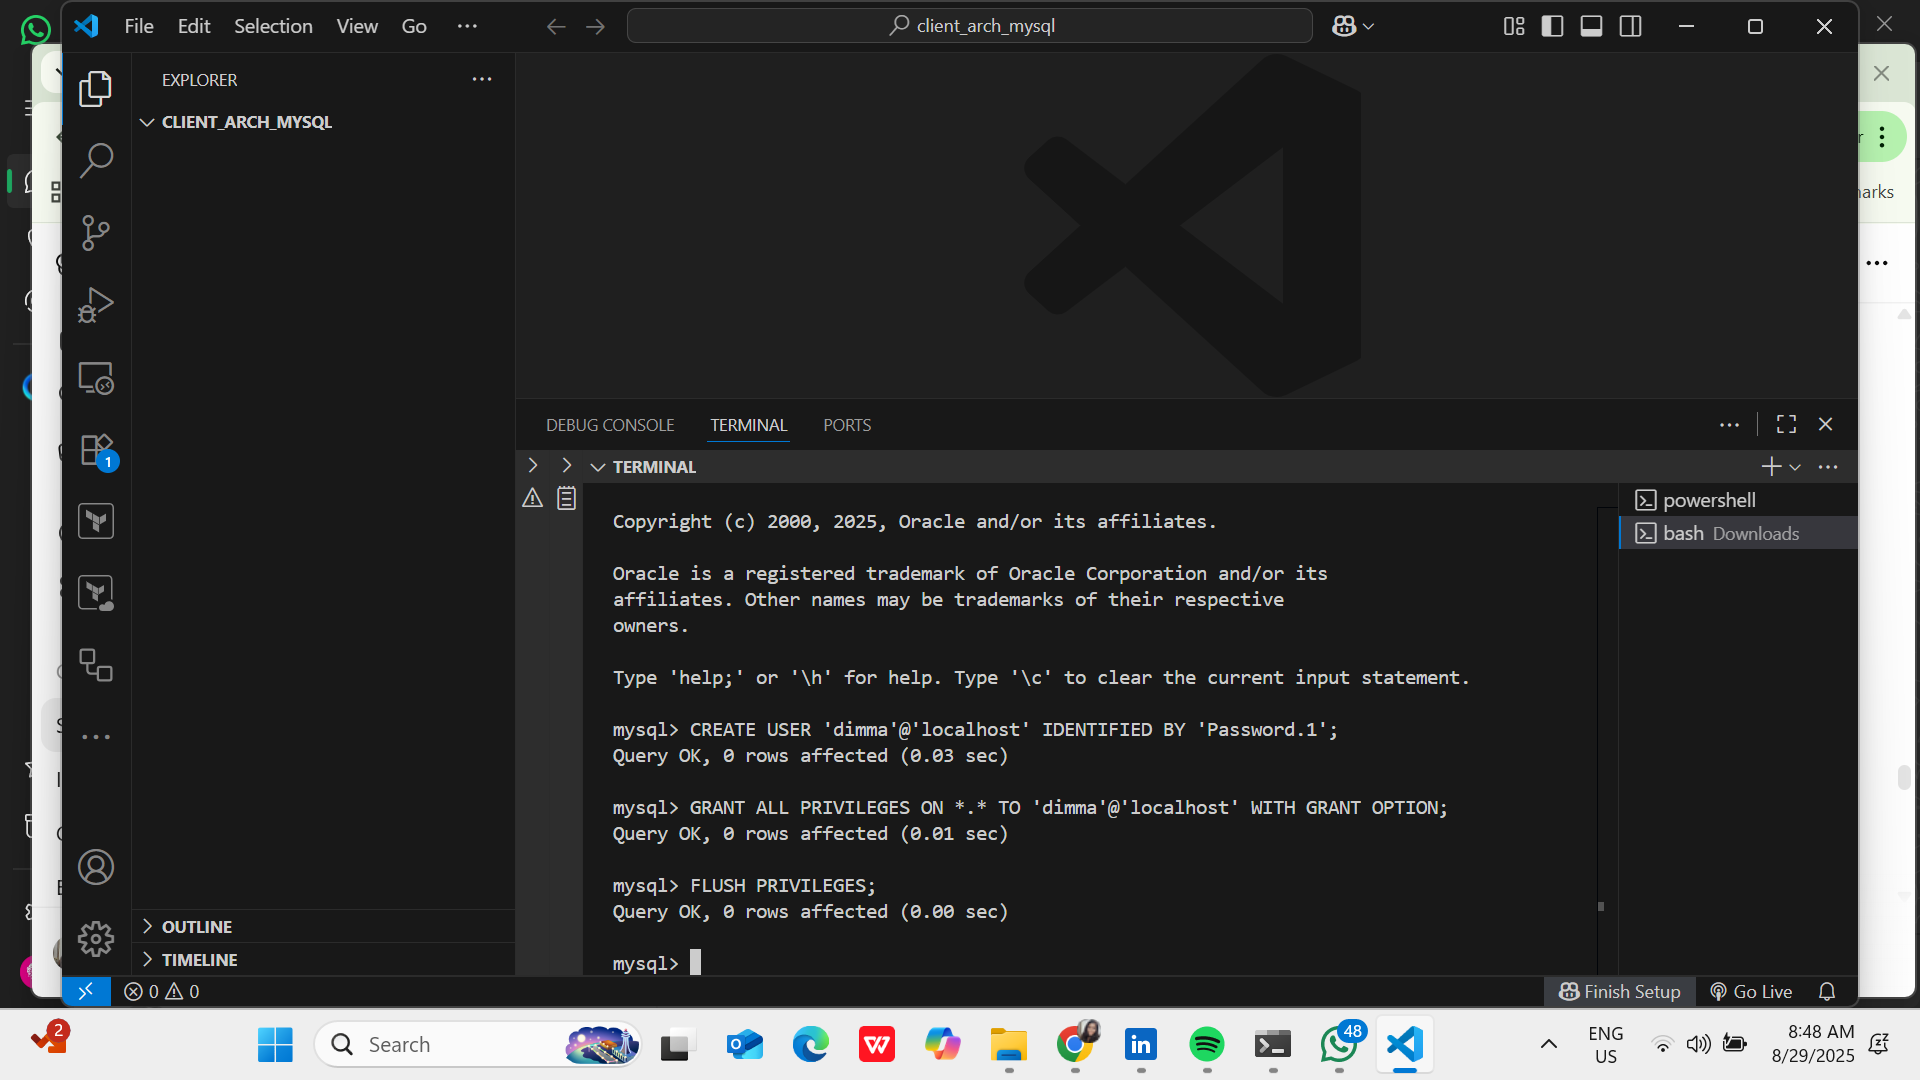 File Edit Selection View Go ···
client_arch_mysql
EXPLORER
CLIENT_ARCH_MYSQL
DEBUG CONSOLE TERMINAL PORTS
TERMINAL
powershell
bash Downloads
Copyright (c) 2000, 2025, Oracle and/or its affiliates.
Oracle is a registered trademark of Oracle Corporation and/or its
affiliates. Other names may be trademarks of their respective
owners.
Type 'help;' or '\h' for help. Type '\c' to clear the current input statement.
mysql> CREATE USER 'dimma'@'localhost' IDENTIFIED BY 'Password.1';
Query OK, 0 rows affected (0.03 sec)
mysql> GRANT ALL PRIVILEGES ON *.* TO 'dimma'@'localhost' WITH GRANT OPTION;
Query OK, 0 rows affected (0.01 sec)
mysql> FLUSH PRIVILEGES;
Query OK, 0 rows affected (0.00 sec)
mysql>
1
OUTLINE
TIMELINE
0 0
Finish Setup Go Live
2
Search
48
ENG
US
8:48 AM
8/29/2025